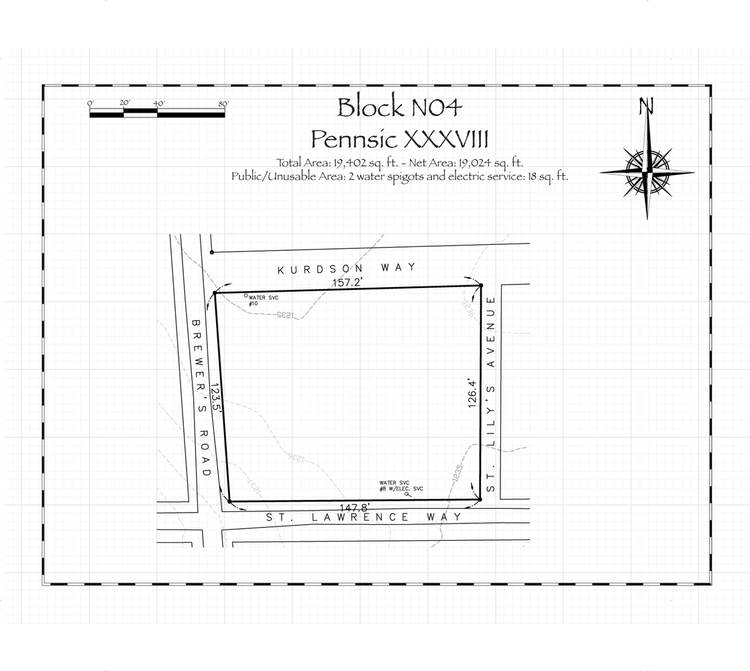 0' 20' 40' 80'
Block N04
Pennsic XXXVIII
Total Area: 19,402 sq. ft. - Net Area: 19,024 sq. ft.
Public/Unusable Area: 2 water spigots and electric service: 18 sq. ft.
N
KURDSON WAY
157.2'
WATER SVC
#10
BREWER'S ROAD
123.5'
126.4'
ST. LILY'S AVENUE
1235
WATER SVC
#8 W/ELEC. SVC
147.8'
ST. LAWRENCE WAY